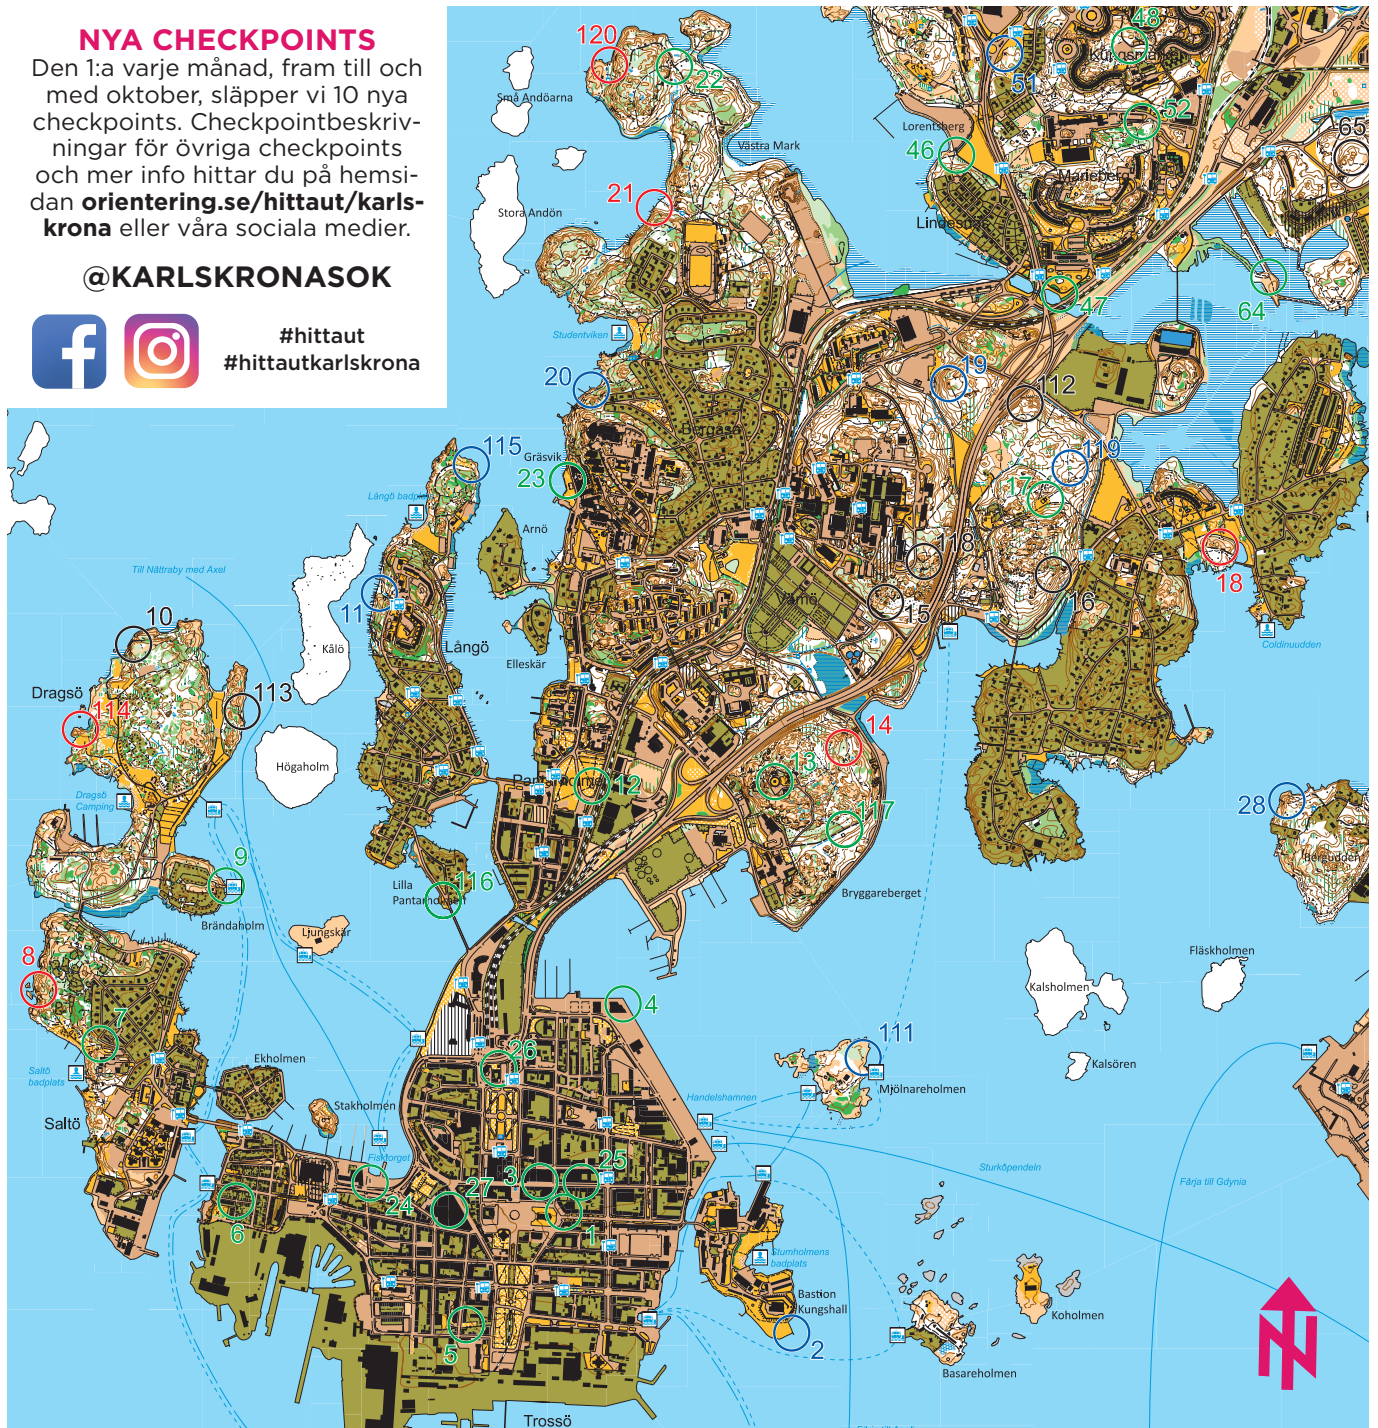 NYA CHECKPOINTS
Den 1:a varje månad, fram till och
med oktober, släpper vi 10 nya
checkpoints. Checkpointbeskriv-
ningar för övriga checkpoints
och mer info hittar du på hemsi-
dan orientering.se/hittaut/karls-
krona eller våra sociala medier.
@KARLSKRONASOK
#hittaut
#hittautkarlskrona
120
22
Små Andöarna
Västra Mark
21
Stora Andön
Studentviken
20
48
51
52
65
Lorentsberg
46
Marieberg
47
64
19
112
Bergåsa
115
Gräsvik
23
Långö badplats
119
17
Arnö
118
18
Till Nättraby med Axel
11
15
16
Vämö
10
Kålö
Långö
Elleskär
Coldinuudden
Dragsö
113
114
14
Högaholm
13
12
Dragsö
Camping
117
28
Bergudden
9
116
Lilla
Pantarholmen
Bryggareberget
Brändaholm
Ljungskär
8
Fläskholmen
Kalsholmen
4
7
111
26
Ekholmen
Kalsören
Saltö
badplats
Mjölnareholmen
Stakholmen
Handelshamnen
Saltö
Fisktorget
3
25
Sturköpendeln
Färja till Gdynia
27
24
6
1
Stumholmens
badplats
Bastion
Kungshall
Koholmen
5
2
Basareholmen
Trossö
N